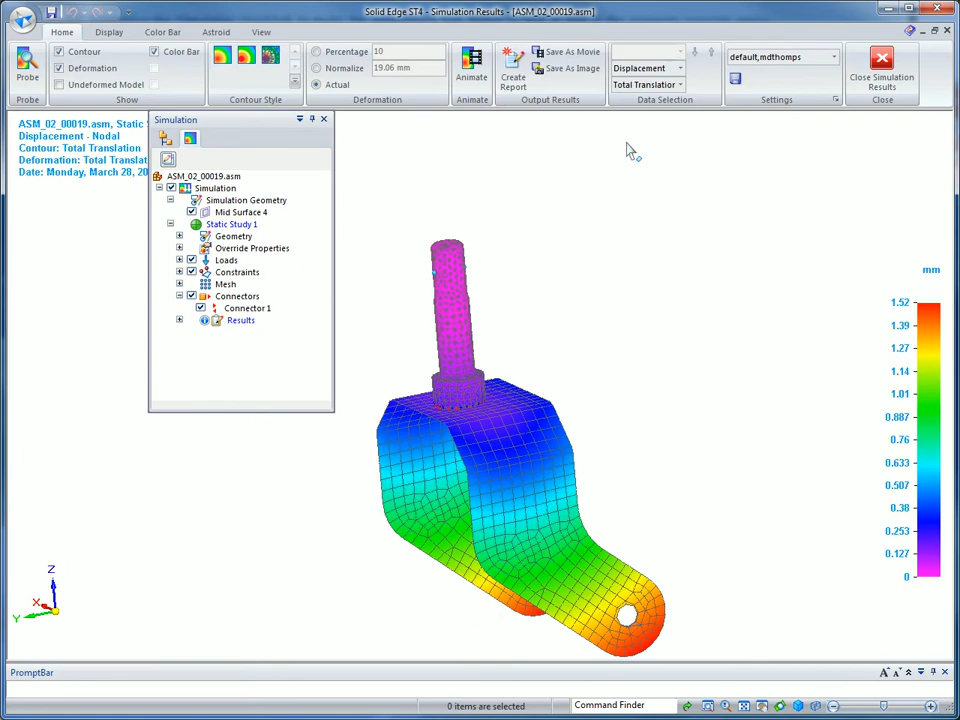 Solid Edge ST4 - Simulation Results - [ASM_02_00019.asm]
Home Display Color Bar Astroid View
Contour Color Bar
Deformation
Undeformed Model
Percentage 10
Normalize 19.06 mm
Actual
Save As Movie
Save As Image
Displacement
Total Translation
default,mdthomps
Probe
Animate
Create Report
Close Simulation Results
Probe Show Contour Style Deformation Animate Output Results Data Selection Settings Close
ASM_02_00019.asm, Static
Displacement - Nodal
Contour: Total Translation
Deformation: Total Translat
Date: Monday, March 28, 20
Simulation
ASM_02_00019.asm
Simulation
Simulation Geometry
Mid Surface 4
Static Study 1
Geometry
Override Properties
Loads
Constraints
Mesh
Connectors
Connector 1
Results
mm
1.52
1.39
1.27
1.14
1.01
0.887
0.76
0.633
0.507
0.38
0.253
0.127
0
Z
X
Y
PromptBar
0 items are selected
Command Finder